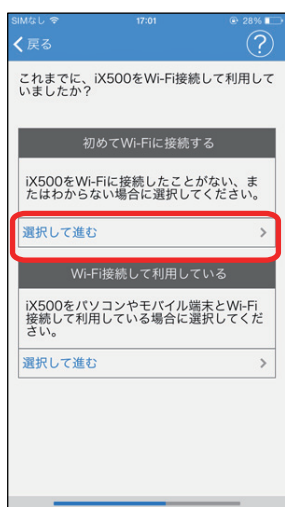 SIMなし 17:01 28%
戻る ?
これまでに、iX500をWi-Fi接続して利用して
いましたか？
初めてWi-Fiに接続する
iX500をWi-Fiに接続したことがない、ま
たはわからない場合に選択してください。
選択して進む
Wi-Fi接続して利用している
iX500をパソコンやモバイル端末とWi-Fi
接続して利用している場合に選択してくだ
さい。
選択して進む